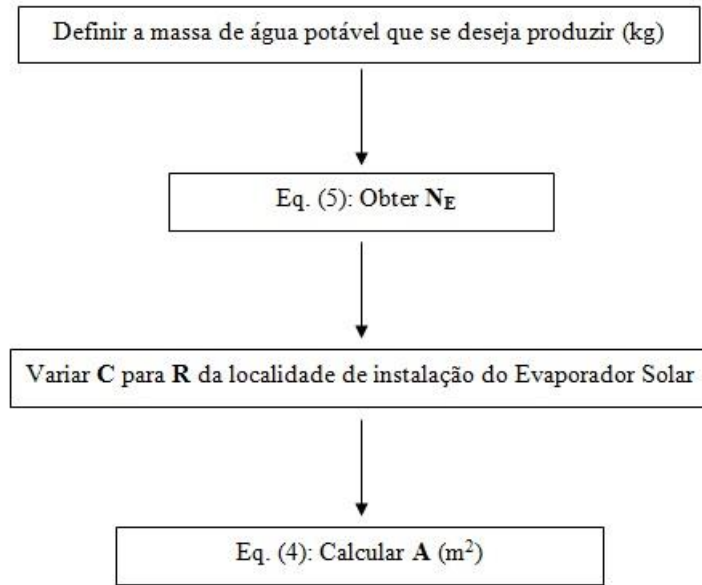 Definir a massa de água potável que se deseja produzir (kg)
Eq. (5): Obter N_E
Variar C para R da localidade de instalação do Evaporador Solar
Eq. (4): Calcular A (m²)